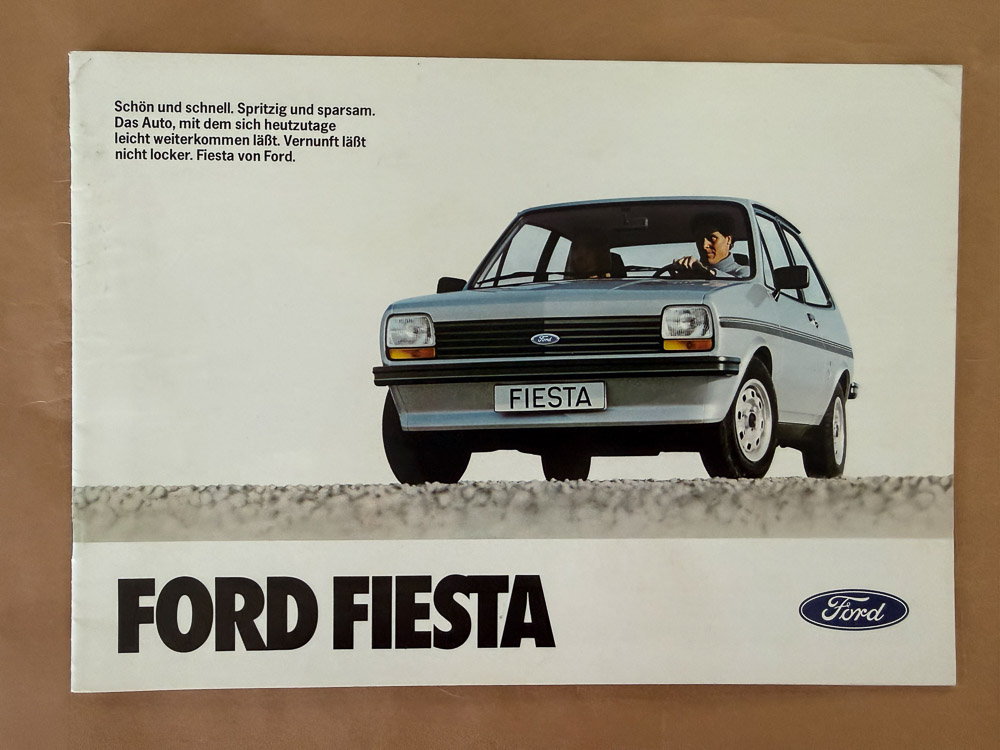 Schön und schnell. Spritzig und sparsam.
Das Auto, mit dem sich heutzutage
leicht weiterkommen läßt. Vernunft läßt
nicht locker. Fiesta von Ford.
Ford
FIESTA
FORD FIESTA
Ford